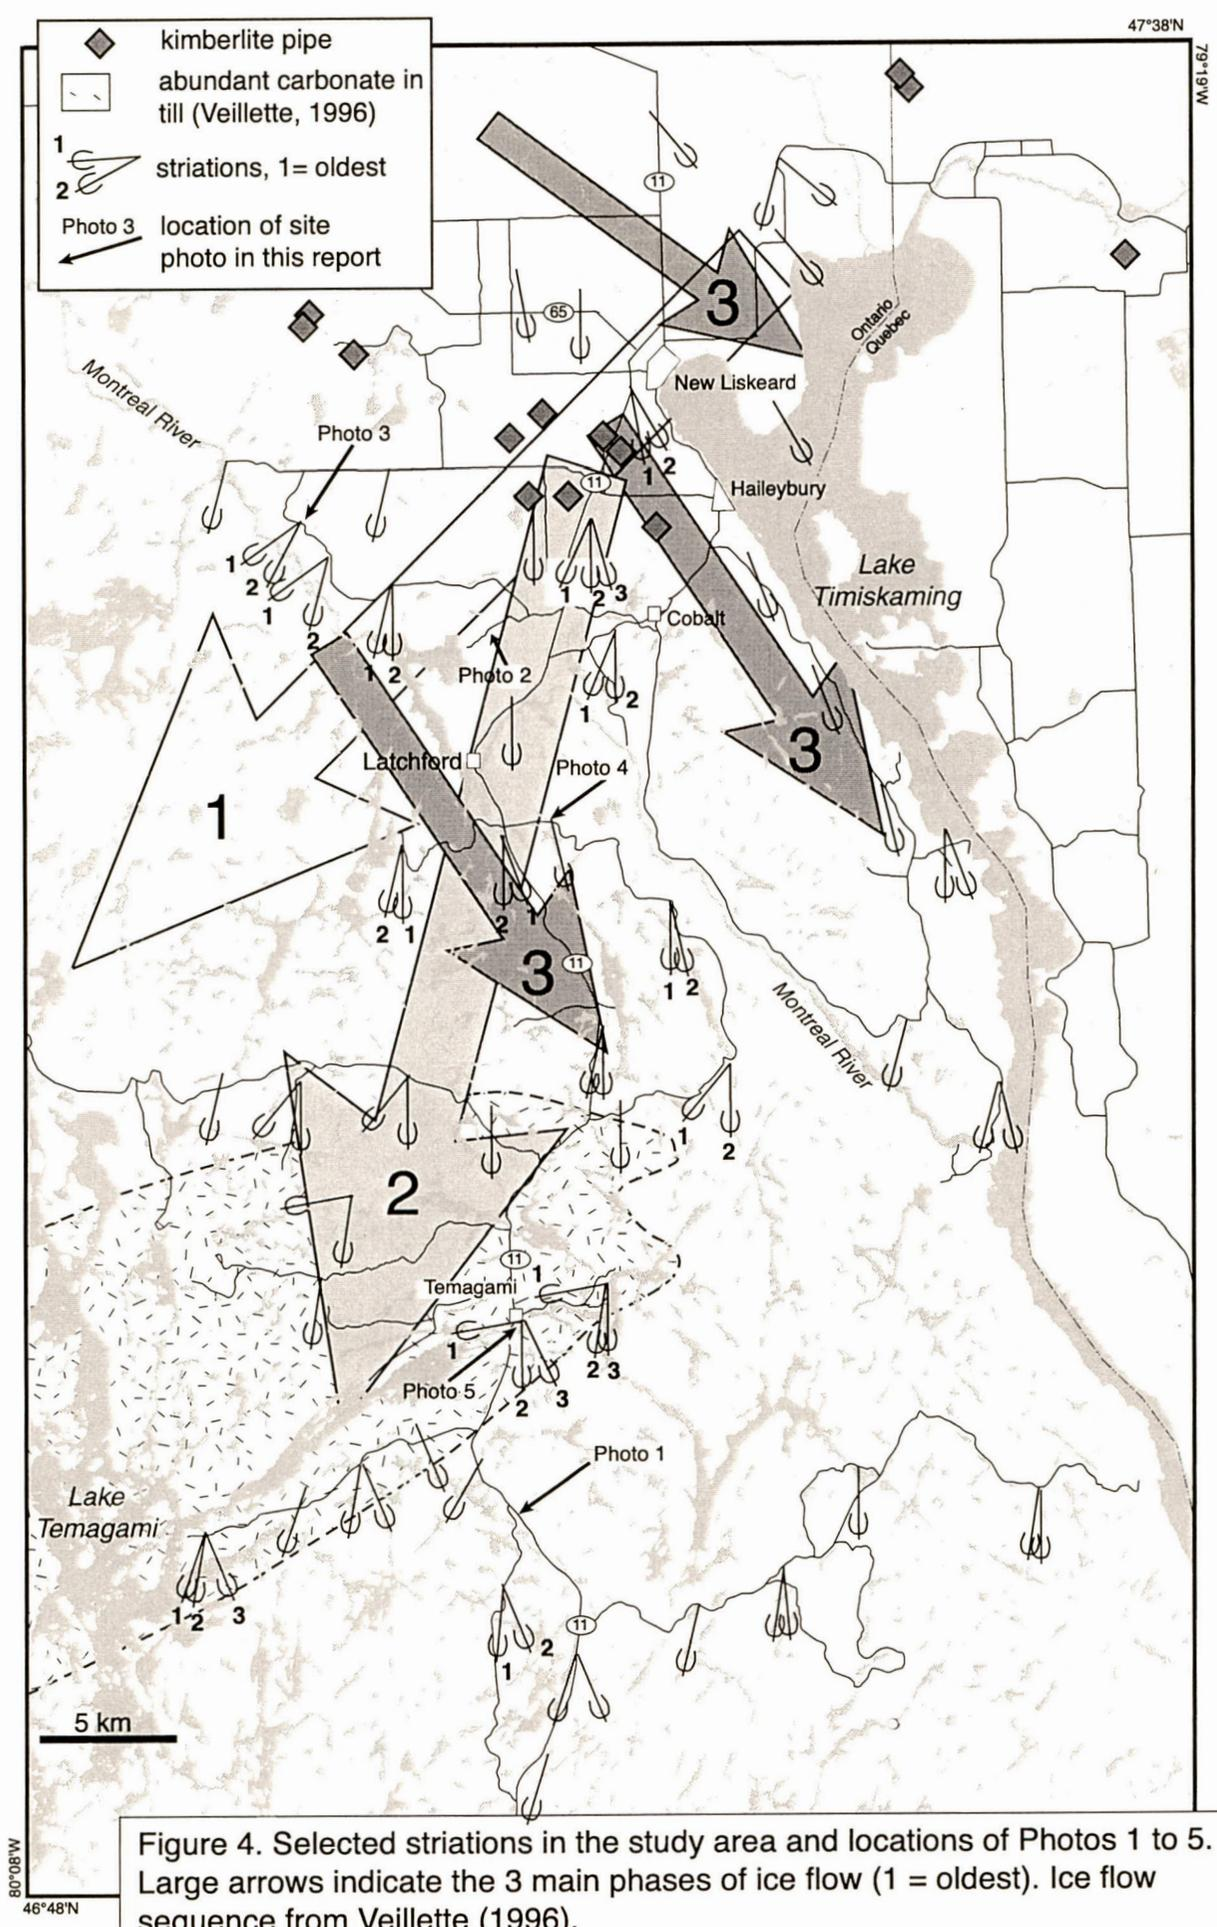 47°38'N
79°19'W
kimberlite pipe
abundant carbonate in
till (Veillette, 1996)
1
2
striations, 1= oldest
Photo 3
location of site
photo in this report
11
3
65
Ontario
Quebec
New Liskeard
Montreal River
Photo 3
1 2
11
Haileybury
Lake
Timiskaming
1
2
1
2
1 2 3
Cobalt
1 2
Photo 2
1 2
3
Latchford
Photo 4
1
2 1
2 1
3
11
1 2
Montreal River
1
2
2
11
Temagami
1
1
2 3
Photo 5
2
3
Photo 1
Lake
Temagami
1 2 3
11
2
1
5 km
80°08'W
46°48'N
Figure 4. Selected striations in the study area and locations of Photos 1 to 5.
Large arrows indicate the 3 main phases of ice flow (1 = oldest). Ice flow
sequence from Veillette (1996).